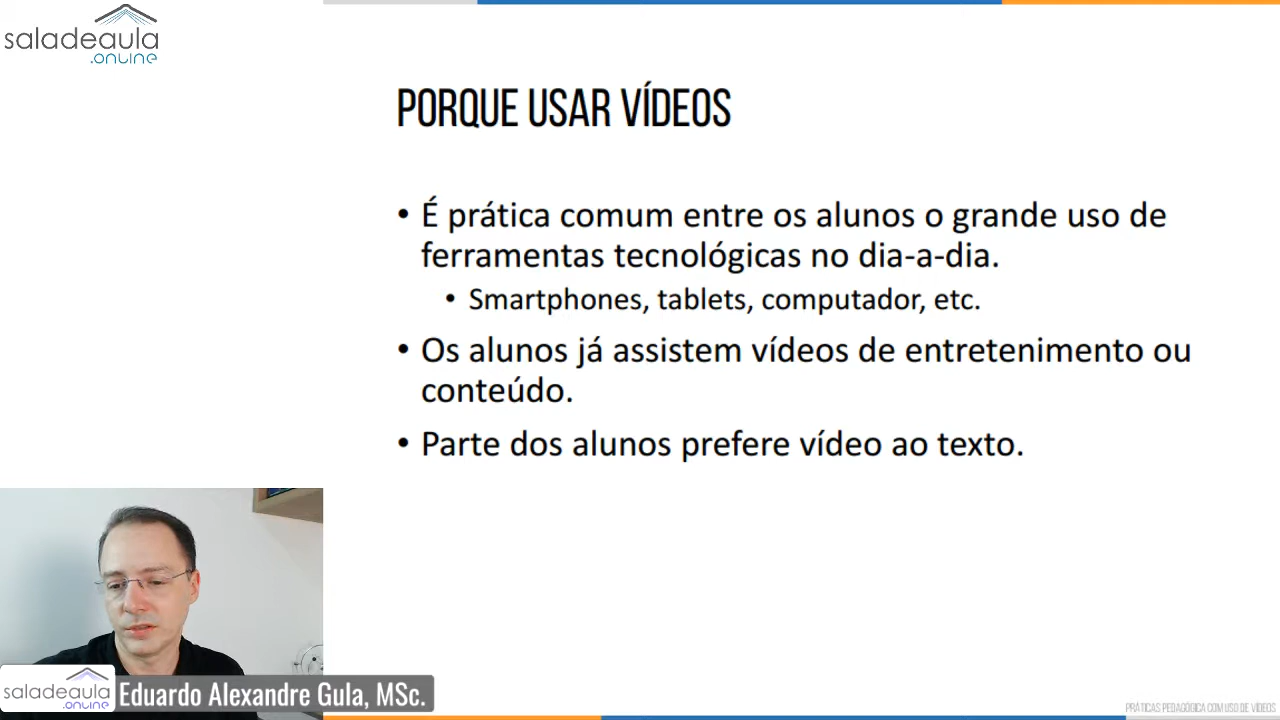 saladeaula
.online
PORQUE USAR VÍDEOS
• É prática comum entre os alunos o grande uso de
ferramentas tecnológicas no dia-a-dia.
• Smartphones, tablets, computador, etc.
• Os alunos já assistem vídeos de entretenimento ou
conteúdo.
• Parte dos alunos prefere vídeo ao texto.
saladeaula
.online
Eduardo Alexandre Gula, MSc.
PRÁTICAS PEDAGÓGICA COM USO DE VÍDEOS